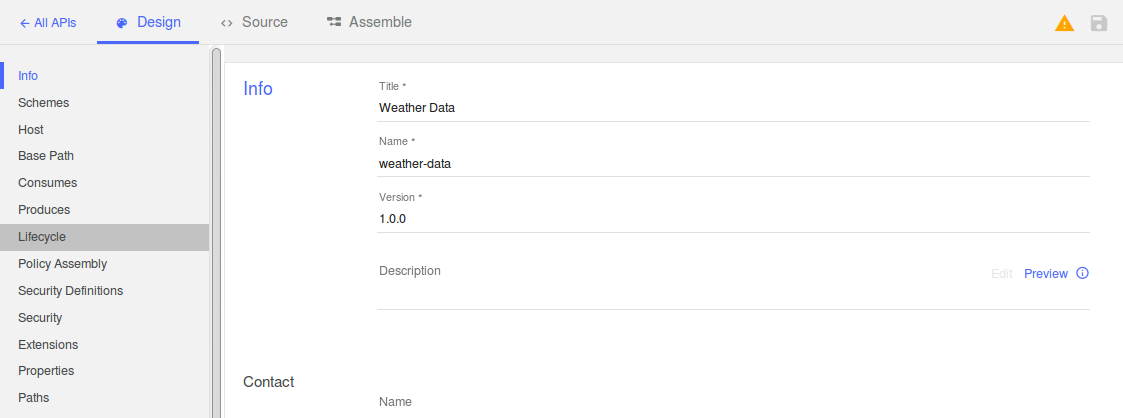 All APIs Design Source Assemble
Info
Schemes
Host
Base Path
Consumes
Produces
Lifecycle
Policy Assembly
Security Definitions
Security
Extensions
Properties
Paths
Info
Title *
Weather Data
Name *
weather-data
Version *
1.0.0
Description Edit Preview
Contact
Name